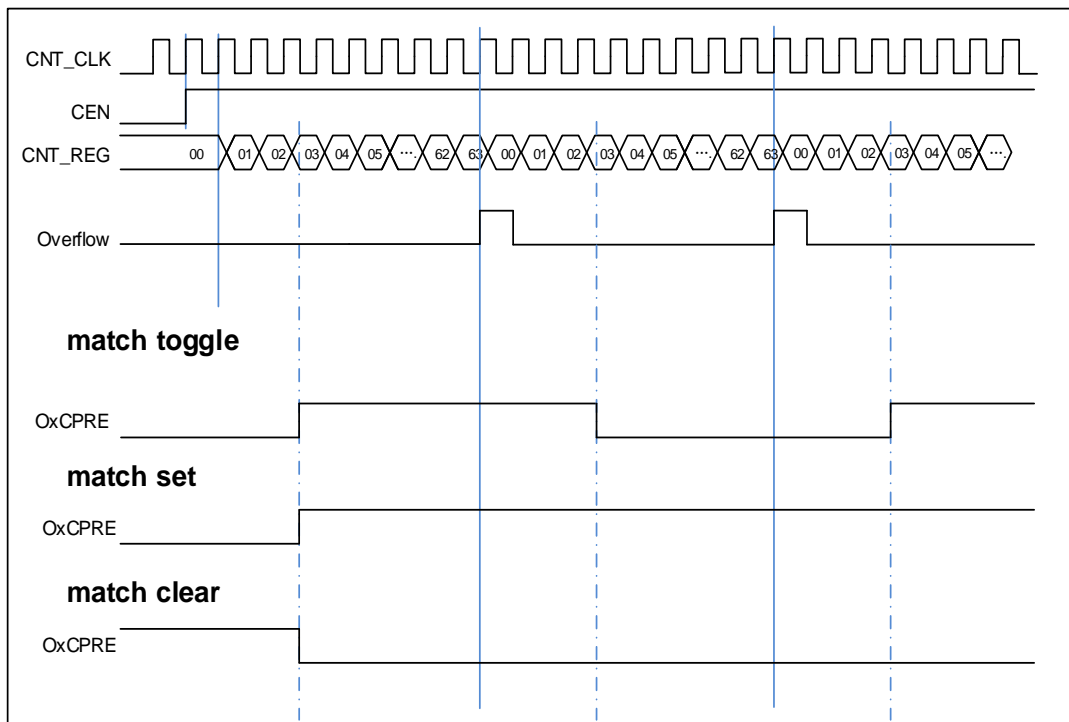 CNT_CLK
CEN
CNT_REG 00 01 02 03 04 05 … 62 63 00 01 02 03 04 05 … 62 63 00 01 02 03 04 05 …
Overflow
match toggle
OxCPRE
match set
OxCPRE
match clear
OxCPRE